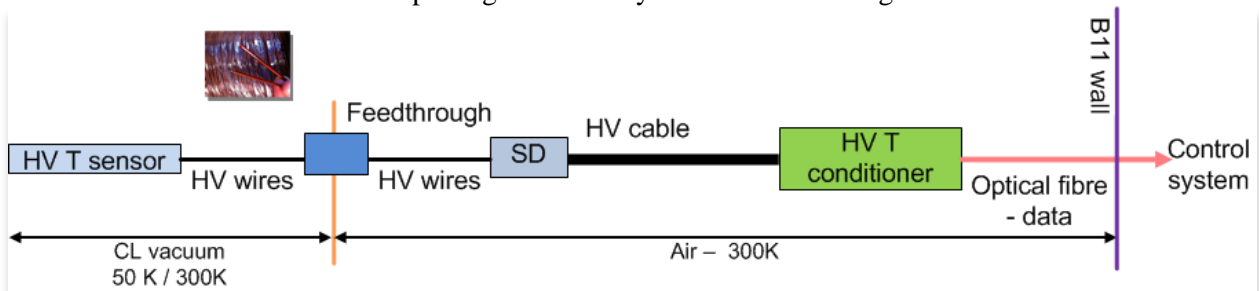 Feedthrough
B11 wall
HV T sensor
HV wires
HV wires
SD
HV cable
HV T
conditioner
Optical fibre
- data
Control
system
CL vacuum
50 K / 300K
Air – 300K